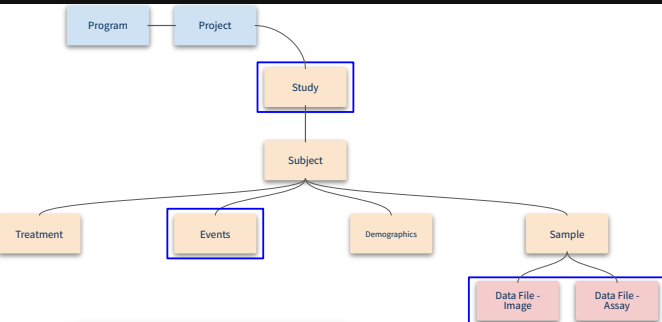 Program
Project
Study
Subject
Treatment
Events
Demographics
Sample
Data File -
Image
Data File -
Assay